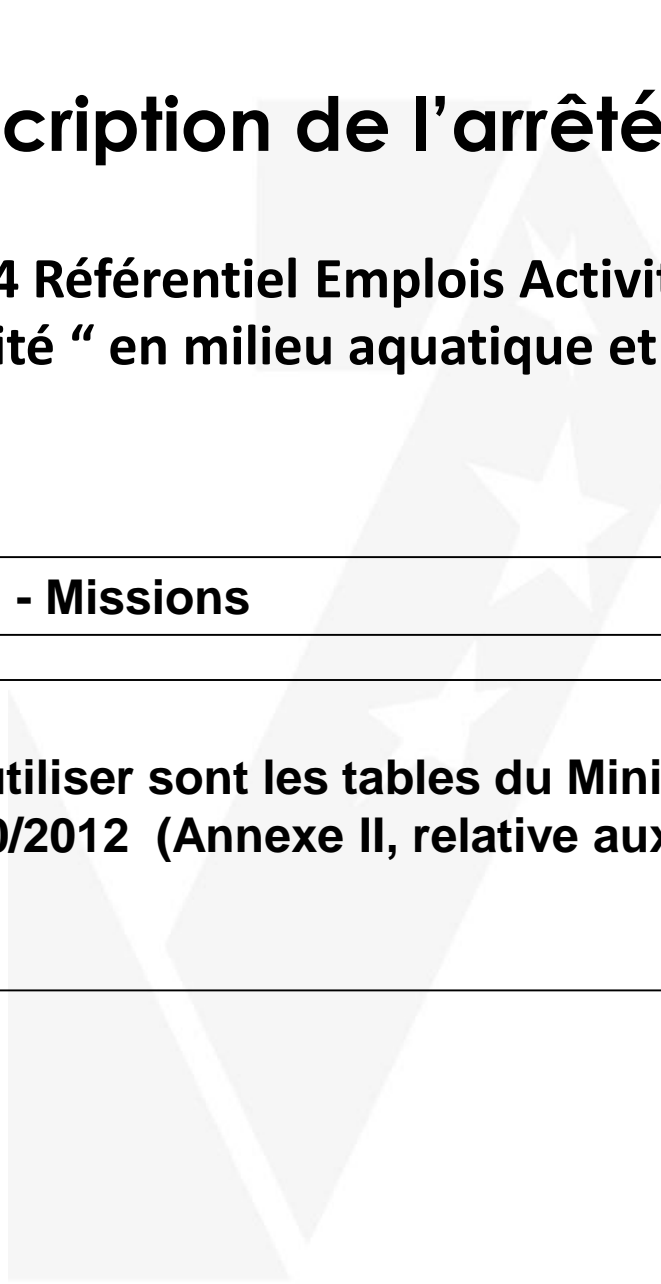 cription de l’arrêté
4 Référentiel Emplois Activit
ité “ en milieu aquatique et
- Missions
utiliser sont les tables du Mini
0/2012 (Annexe II, relative aux